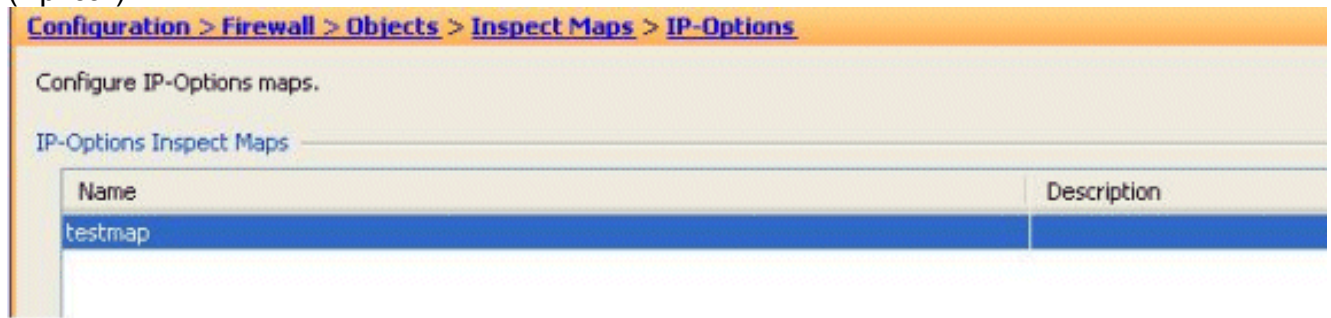 Configuration > Firewall > Objects > Inspect Maps > IP-Options
Configure IP-Options maps.
IP-Options Inspect Maps
Name Description
testmap